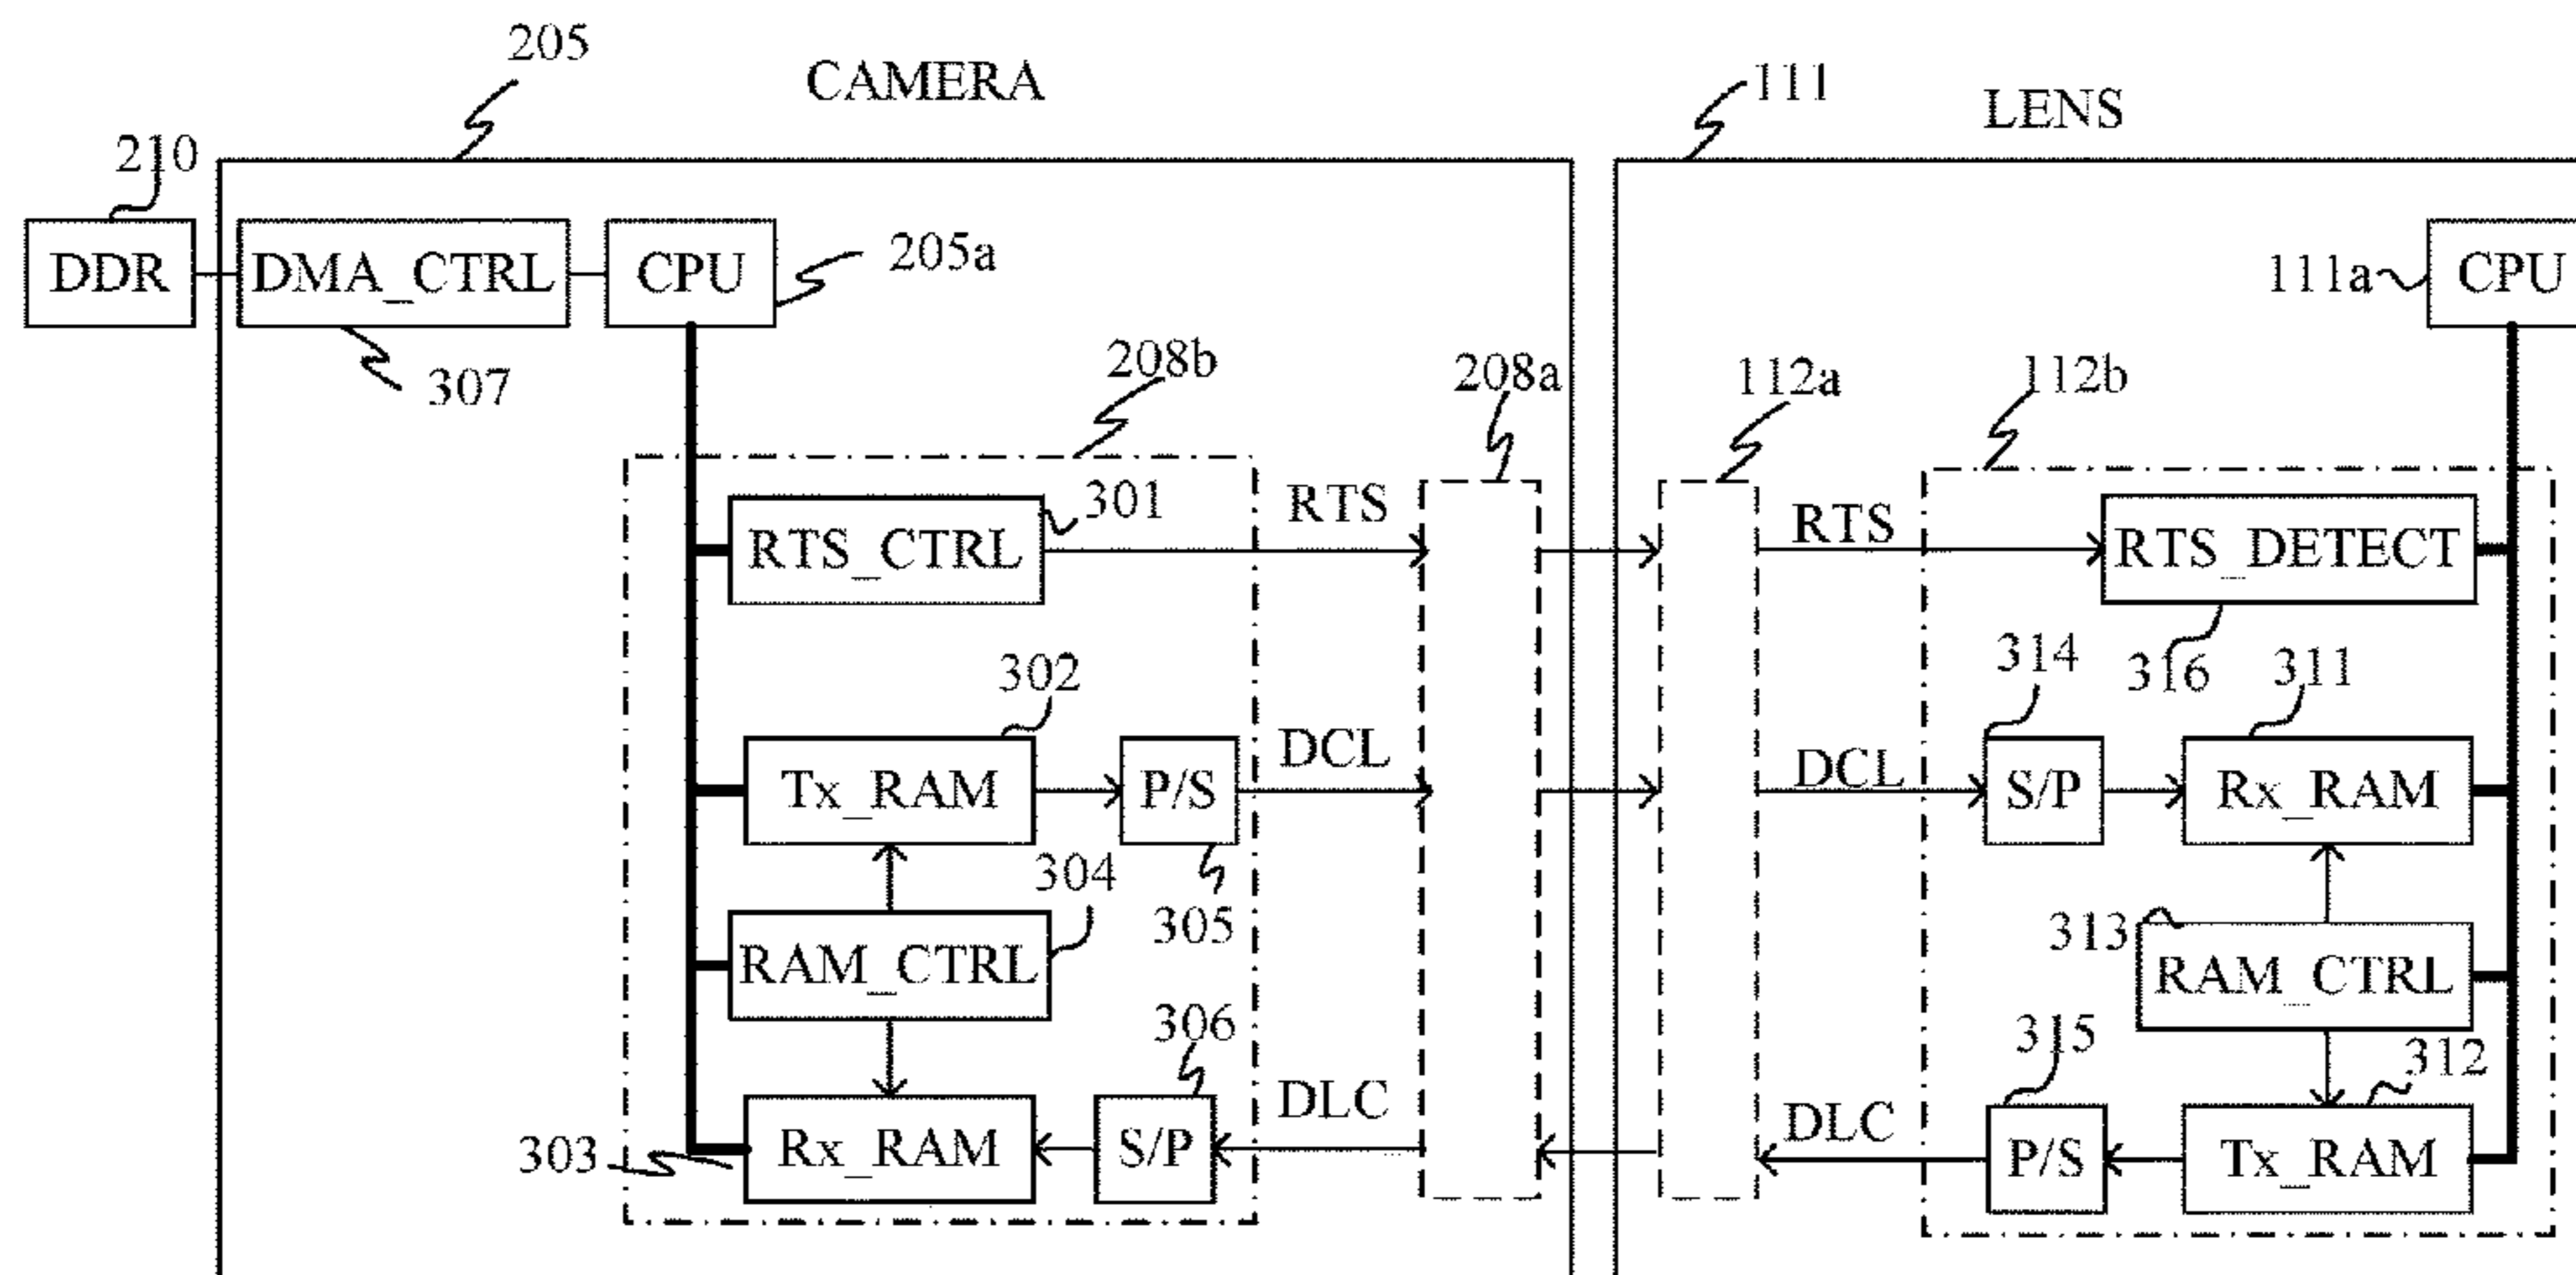 205
CAMERA
111
LENS
210
DDR
DMA_CTRL
CPU
205a
111a
CPU
307
208b
208a
112a
112b
301
RTS
RTS_CTRL
RTS
RTS_DETECT
302
314
316
311
DCL
DCL
Tx_RAM
P/S
S/P
Rx_RAM
304
305
313
RAM_CTRL
RAM_CTRL
306
315
312
DLC
DLC
303
Rx_RAM
S/P
P/S
Tx_RAM